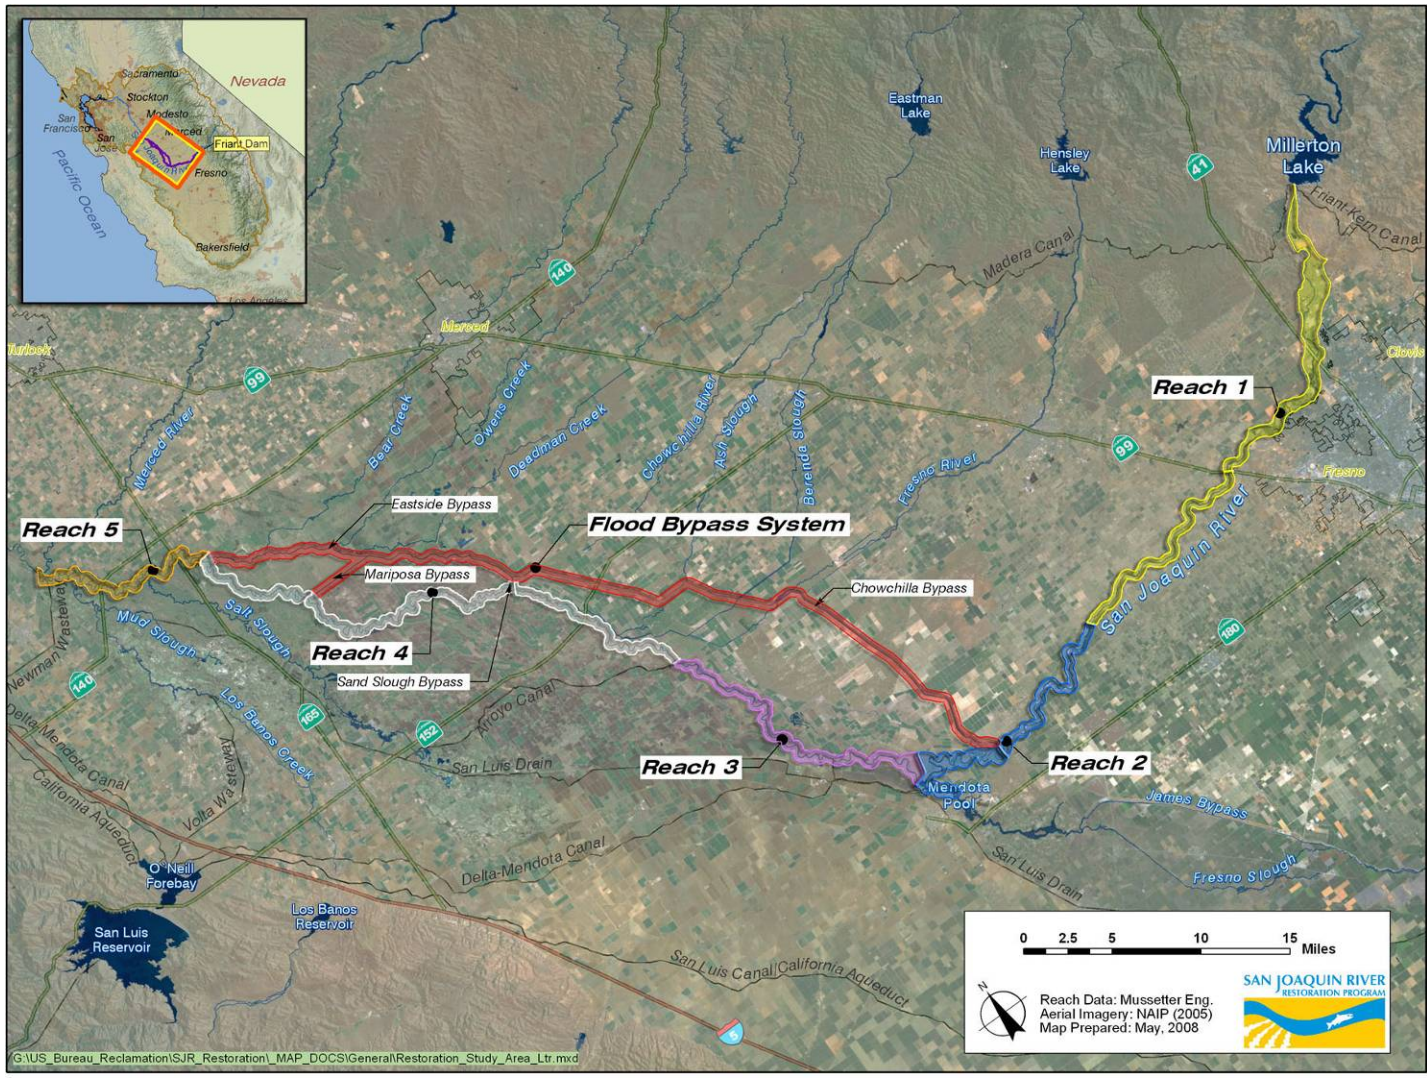 Nevada
Sacramento
Stockton
Modesto
San
Francisco
San
Jose
Merced
Friant Dam
Joaquin Riv
Fresno
Pacific Ocean
Bakersfield
Los Angeles
Eastman
Lake
Hensley
Lake
Millerton
Lake
41
Friant-Kern Canal
Madera Canal
140
Merced
Turlock
99
Clovis
Reach 1
Merced River
Bear Creek
Owens Creek
Deadman Creek
Chowchilla River
Ash Slough
Berenda Slough
Fresno River
99
Fresno
San Joaquin River
Eastside Bypass
Flood Bypass System
Reach 5
Mariposa Bypass
Chowchilla Bypass
Salt Slough
Mud Slough
Newman Wasteway
Reach 4
Sand Slough Bypass
180
140
165
152
Arroyo Canal
Los Banos Creek
Delta-Mendota Canal
California Aqueduct
Volta Wasteway
San Luis Drain
Reach 3
Reach 2
Mendota
Pool
James Bypass
Delta-Mendota Canal
San Luis Drain
Fresno Slough
O'Neill
Forebay
San Luis
Reservoir
Los Banos
Reservoir
San Luis Canal/California Aqueduct
5
0 2.5 5 10 15
Miles
N
Reach Data: Mussetter Eng.
Aerial Imagery: NAIP (2005)
Map Prepared: May, 2008
SAN JOAQUIN RIVER
RESTORATION PROGRAM
G:\US_Bureau_Reclamation\SJR_Restoration\_MAP_DOCS\General\Restoration_Study_Area_Ltr.mxd